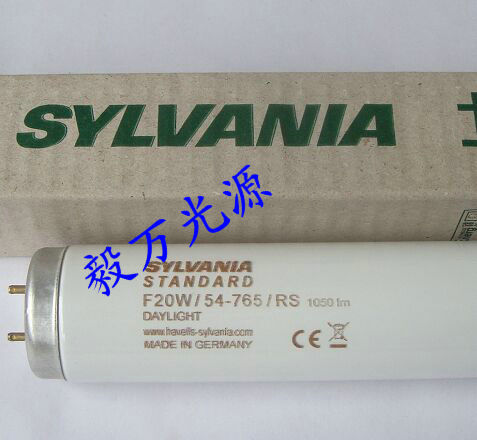 SYLVANIA
毅万光源
SYLVANIA
STANDARD
F20W/54-765/RS 1050 lm
DAYLIGHT
www.havells-sylvania.com
MADE IN GERMANY
CE